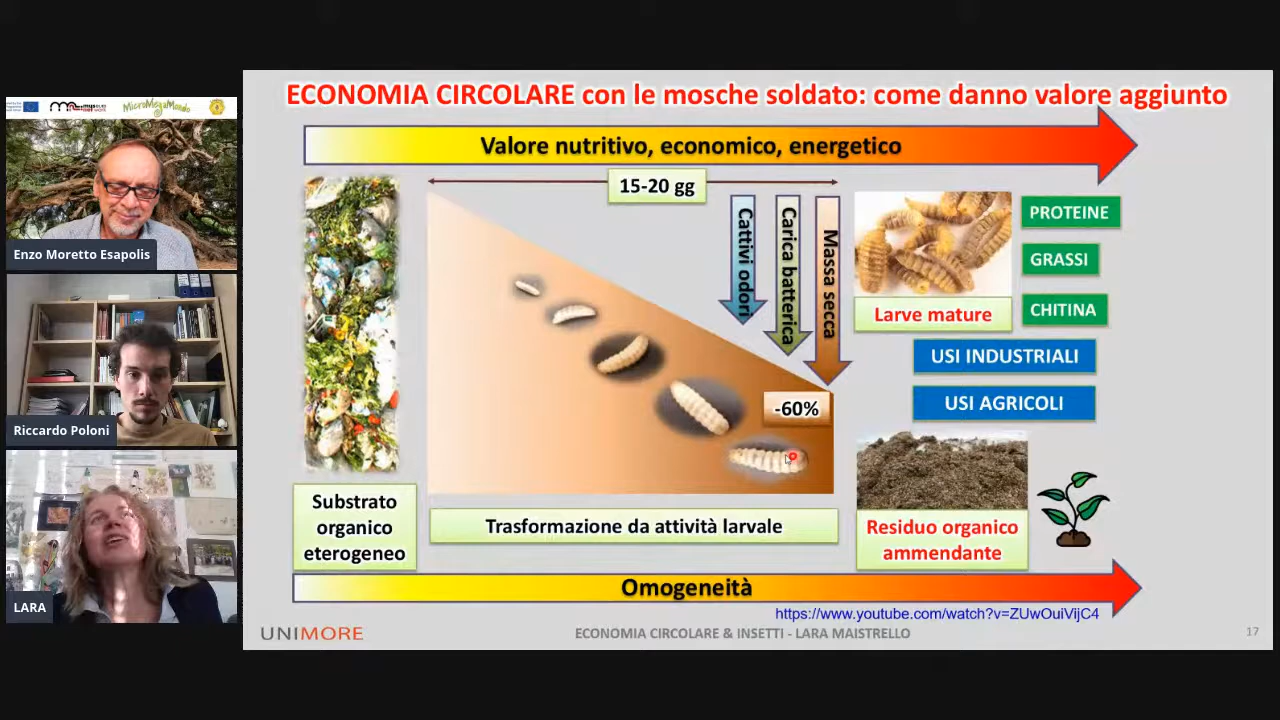 MicroMegaMondo
Enzo Moretto Esapolis
Riccardo Poloni
LARA
ECONOMIA CIRCOLARE con le mosche soldato: come danno valore aggiunto
Valore nutritivo, economico, energetico
15-20 gg
Cattivi odori
Carica batterica
Massa secca
-60%
Larve mature
PROTEINE
GRASSI
CHITINA
USI INDUSTRIALI
USI AGRICOLI
Substrato
organico
eterogeneo
Trasformazione da attività larvale
Residuo organico
ammendante
Omogeneità
https://www.youtube.com/watch?v=ZUwOuiVijC4
UNIMORE
ECONOMIA CIRCOLARE & INSETTI - LARA MAISTRELLO
17